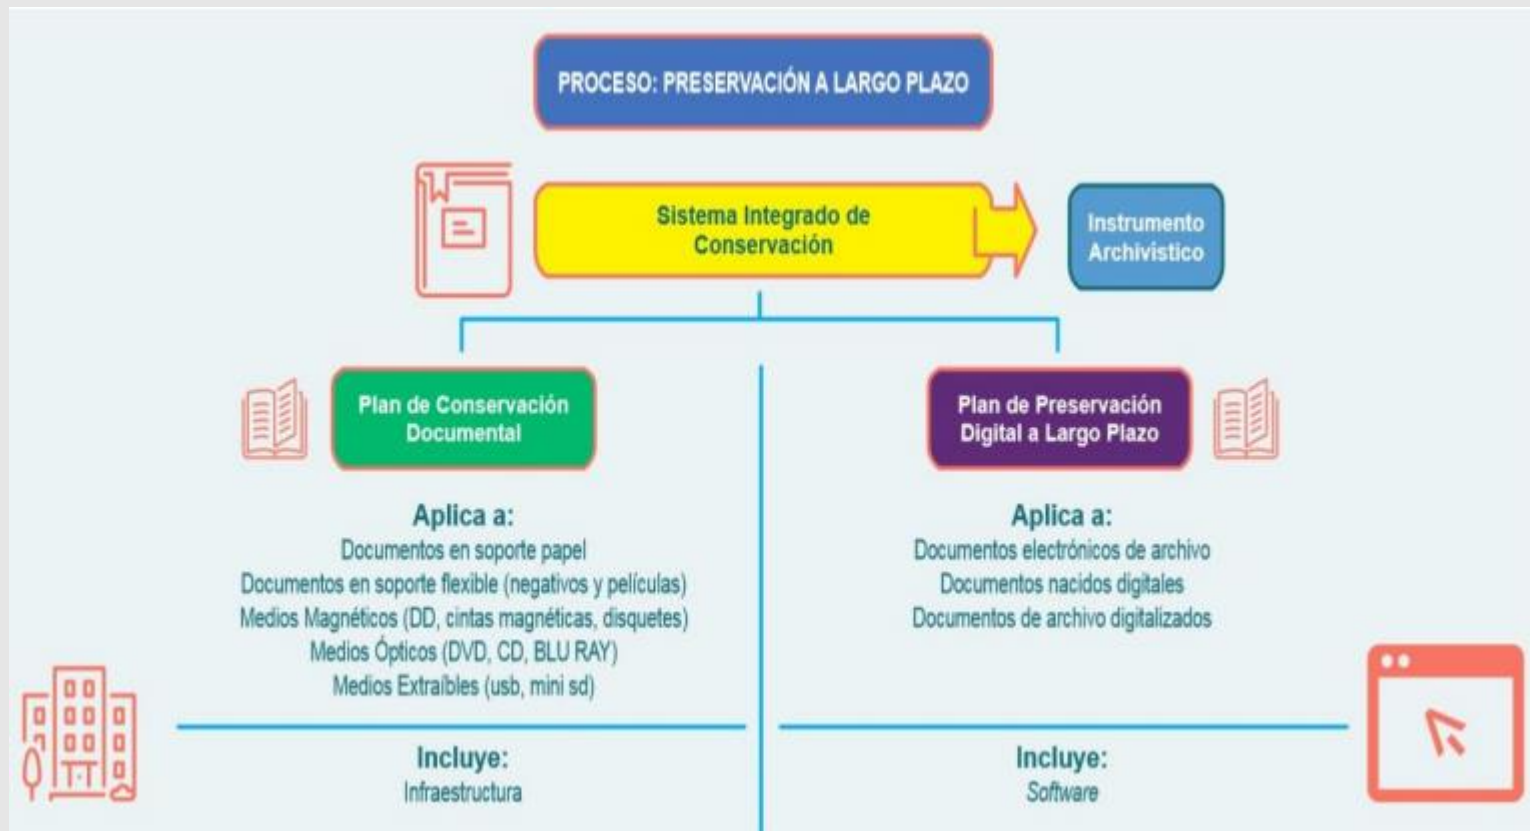 PROCESO: PRESERVACIÓN A LARGO PLAZO
Sistema Integrado de
Conservación
Instrumento
Archivístico
Plan de Conservación
Documental
Aplica a:
Documentos en soporte papel
Documentos en soporte flexible (negativos y películas)
Medios Magnéticos (DD, cintas magnéticas, disquetes)
Medios Ópticos (DVD, CD, BLU RAY)
Medios Extraíbles (usb, mini sd)
Incluye:
Infraestructura
Plan de Preservación
Digital a Largo Plazo
Aplica a:
Documentos electrónicos de archivo
Documentos nacidos digitales
Documentos de archivo digitalizados
Incluye:
Software